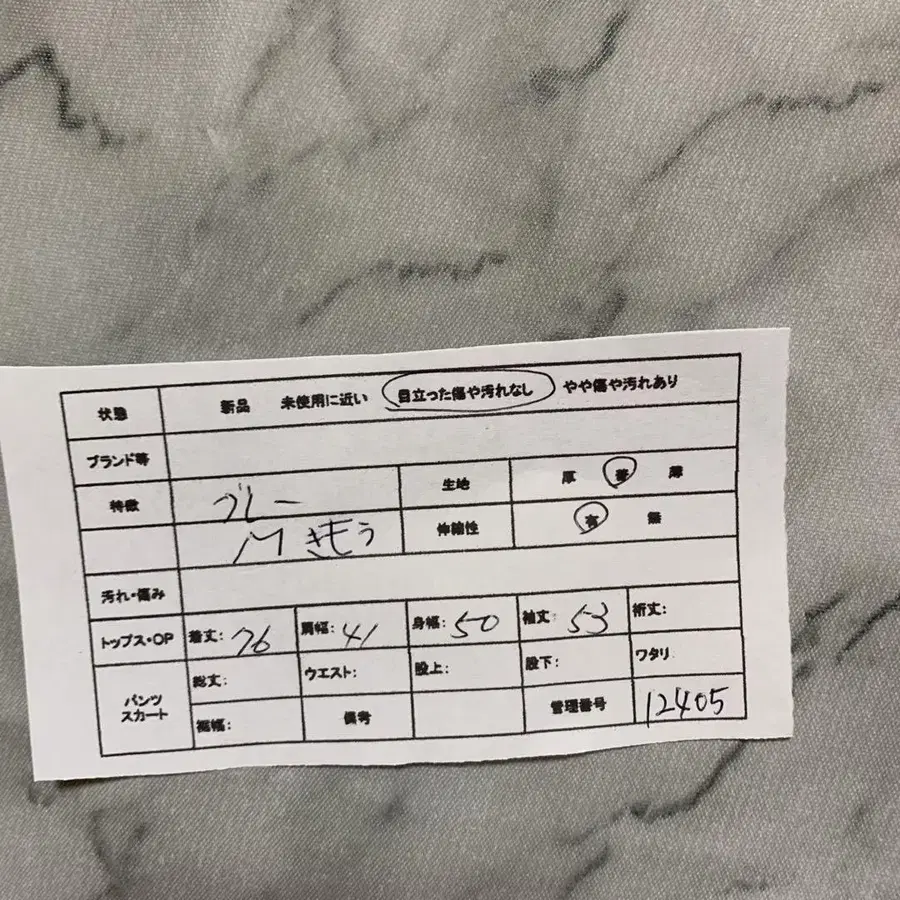 状態 新品 未使用に近い 目立った傷や汚れなし やや傷や汚れあり
ブランド等
特徴 ブルー 生地 厚 普 薄
M きもう 伸縮性 有 無
汚れ・傷み
トップス・OP 着丈: 76 肩幅: 41 身幅: 50 袖丈: 53 裄丈:
パンツ スカート 総丈: ウエスト: 股上: 股下: ワタリ
裾幅: 備考 管理番号 12405